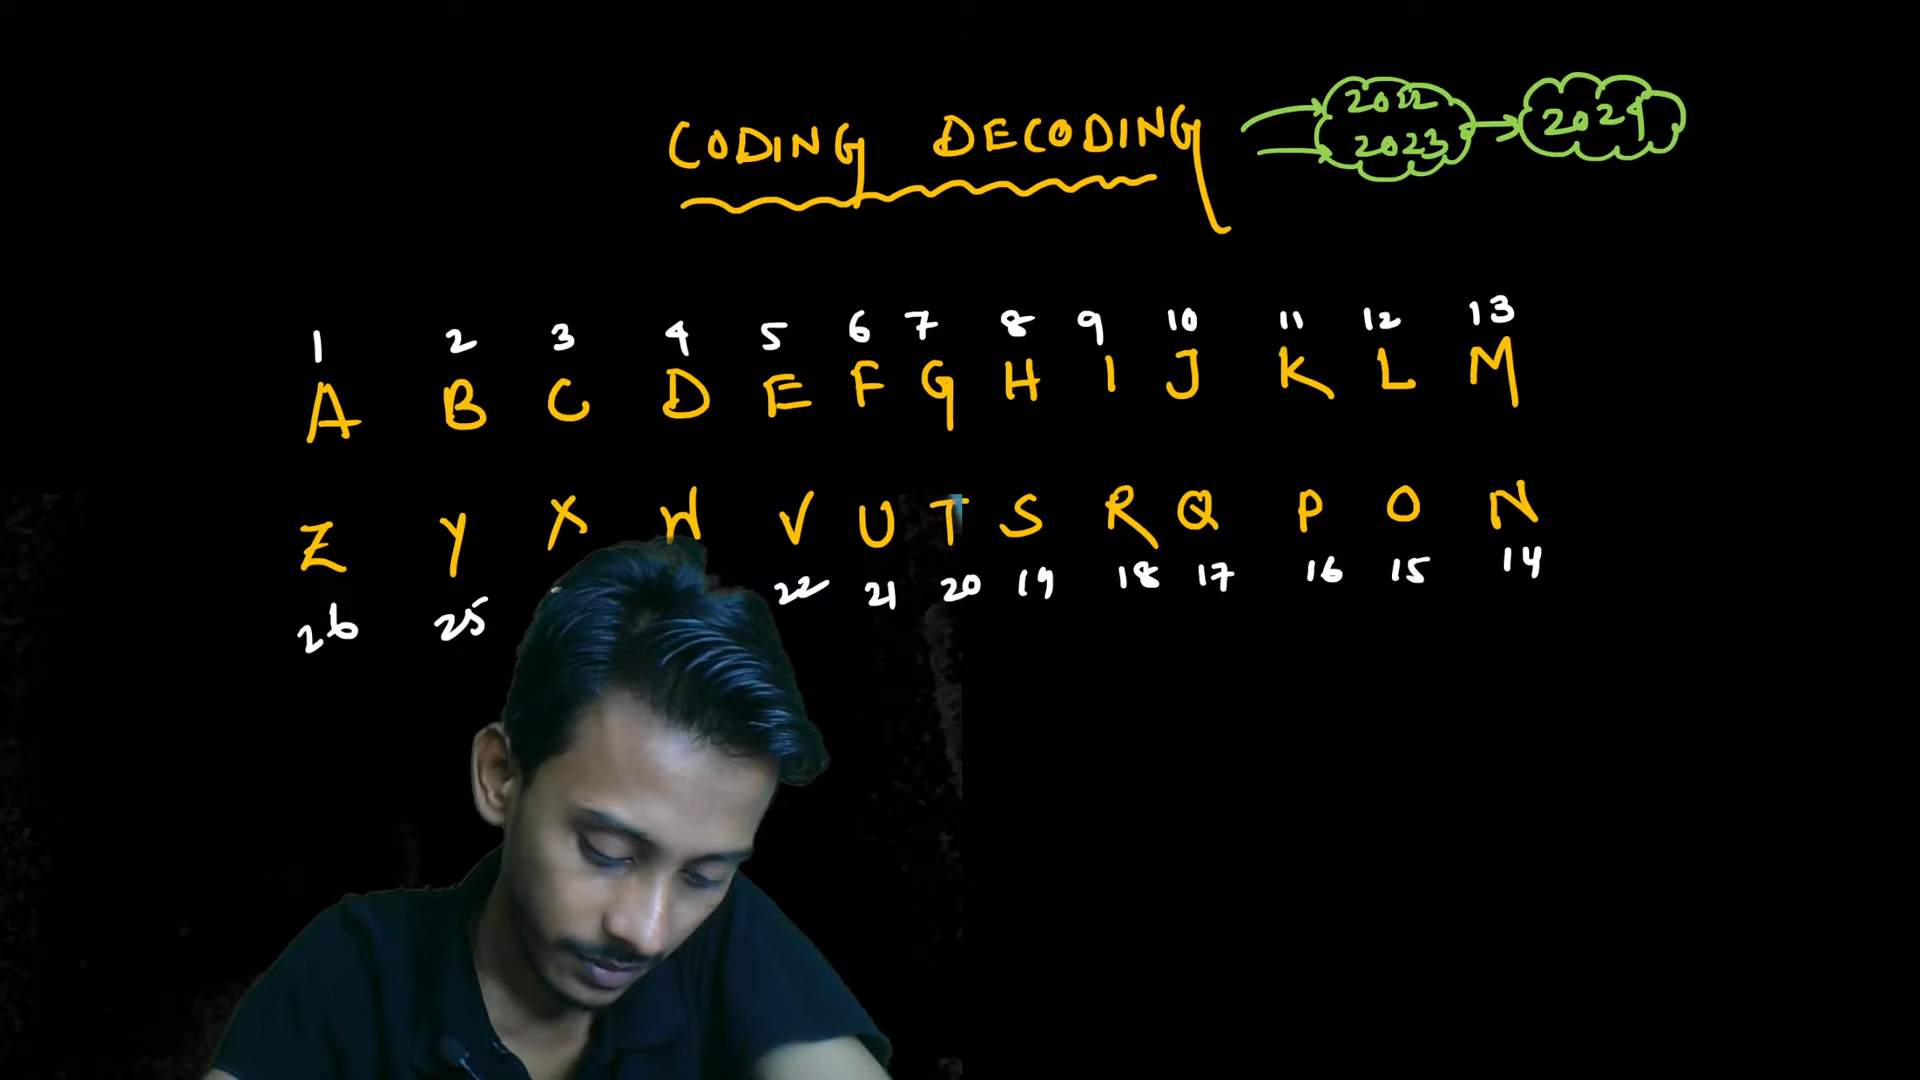 CODING DECODING
2022
2023
2024
1 2 3 4 5 6 7 8 9 10 11 12 13
A B C D E F G H I J K L M
Z Y X W V U T S R Q P O N
26 25 22 21 20 19 18 17 16 15 14